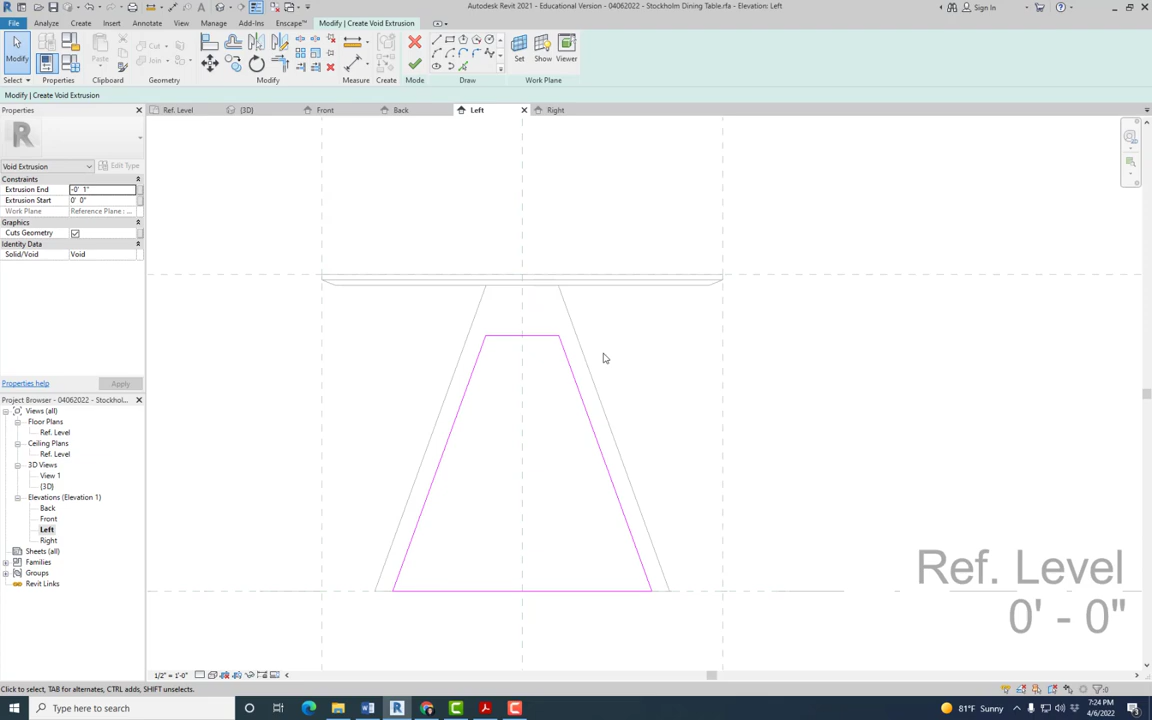 Autodesk Revit 2021 - Educational Version - 04062022 - Stockholm Dining Table.rfa - Elevation: Left
Sign In
File Create Insert Annotate View Manage Add-Ins Enscape™ Modify | Create Void Extrusion
Modify
Cut
Join
Paste
Set Show Viewer
Select Properties Clipboard Geometry Modify Measure Create Mode Draw Work Plane
Modify | Create Void Extrusion
Properties
Ref. Level {3D} Front Back Left Right
Void Extrusion Edit Type
Constraints
Extrusion End -0' 1"
Extrusion Start 0' 0"
Work Plane Reference Plane : ...
Graphics
Cuts Geometry
Identity Data
Solid/Void Void
Properties help Apply
Project Browser - 04062022 - Stockhol...
Views (all)
Floor Plans
Ref. Level
Ceiling Plans
Ref. Level
3D Views
View 1
{3D}
Elevations (Elevation 1)
Back
Front
Left
Right
Sheets (all)
Families
Groups
Revit Links
Ref. Level
0' - 0"
1/2" = 1'-0"
Click to select, TAB for alternates, CTRL adds, SHIFT unselects.
:0
Type here to search
81°F Sunny
7:24 PM
4/6/2022